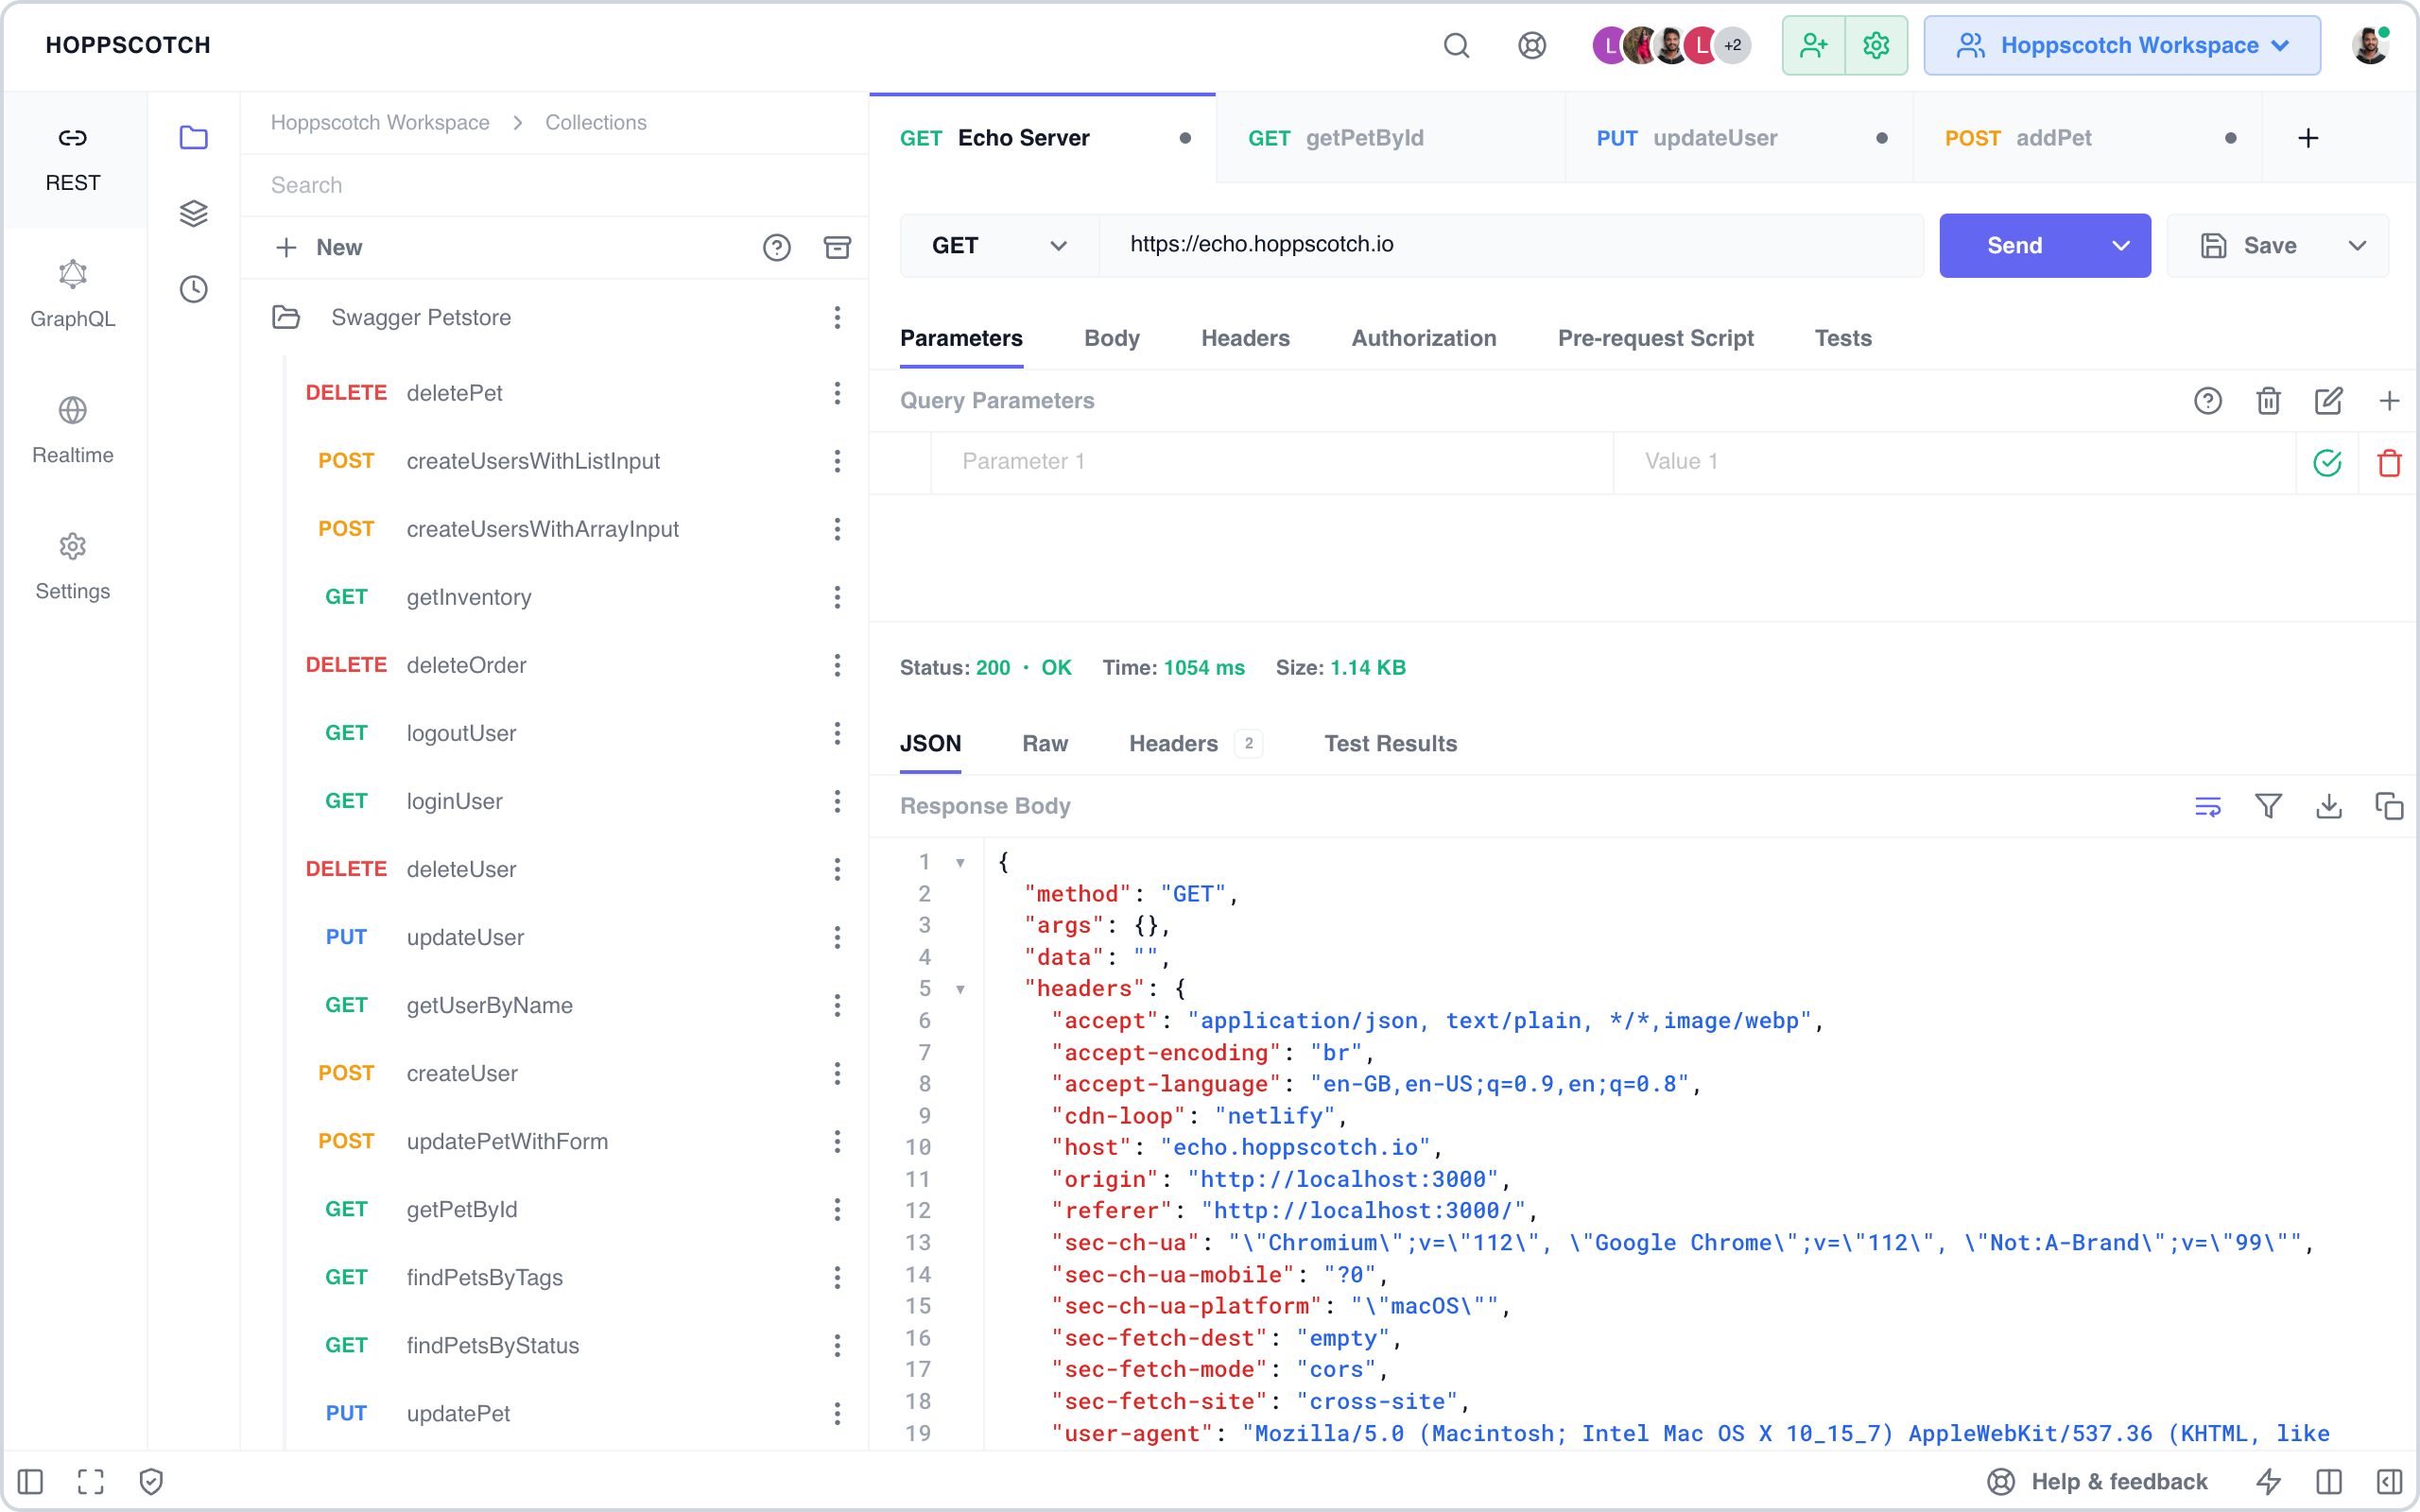 HOPPSCOTCH
L
L
+2
Hoppscotch Workspace
REST
GraphQL
Realtime
Settings
Hoppscotch Workspace > Collections
Search
+ New
Swagger Petstore
DELETE deletePet
POST createUsersWithListInput
POST createUsersWithArrayInput
GET getInventory
DELETE deleteOrder
GET logoutUser
GET loginUser
DELETE deleteUser
PUT updateUser
GET getUserByName
POST createUser
POST updatePetWithForm
GET getPetById
GET findPetsByTags
GET findPetsByStatus
PUT updatePet
GET Echo Server
GET getPetById
PUT updateUser
POST addPet
GET https://echo.hoppscotch.io Send Save
Parameters Body Headers Authorization Pre-request Script Tests
Query Parameters
Parameter 1 Value 1
Status: 200 • OK Time: 1054 ms Size: 1.14 KB
JSON Raw Headers 2 Test Results
Response Body
1 {
2 "method": "GET",
3 "args": {},
4 "data": "",
5 "headers": {
6 "accept": "application/json, text/plain, */*,image/webp",
7 "accept-encoding": "br",
8 "accept-language": "en-GB,en-US;q=0.9,en;q=0.8",
9 "cdn-loop": "netlify",
10 "host": "echo.hoppscotch.io",
11 "origin": "http://localhost:3000",
12 "referer": "http://localhost:3000/",
13 "sec-ch-ua": "\"Chromium\";v=\"112\", \"Google Chrome\";v=\"112\", \"Not:A-Brand\";v=\"99\"",
14 "sec-ch-ua-mobile": "?0",
15 "sec-ch-ua-platform": "\"macOS\"",
16 "sec-fetch-dest": "empty",
17 "sec-fetch-mode": "cors",
18 "sec-fetch-site": "cross-site",
19 "user-agent": "Mozilla/5.0 (Macintosh; Intel Mac OS X 10_15_7) AppleWebKit/537.36 (KHTML, like
Help & feedback